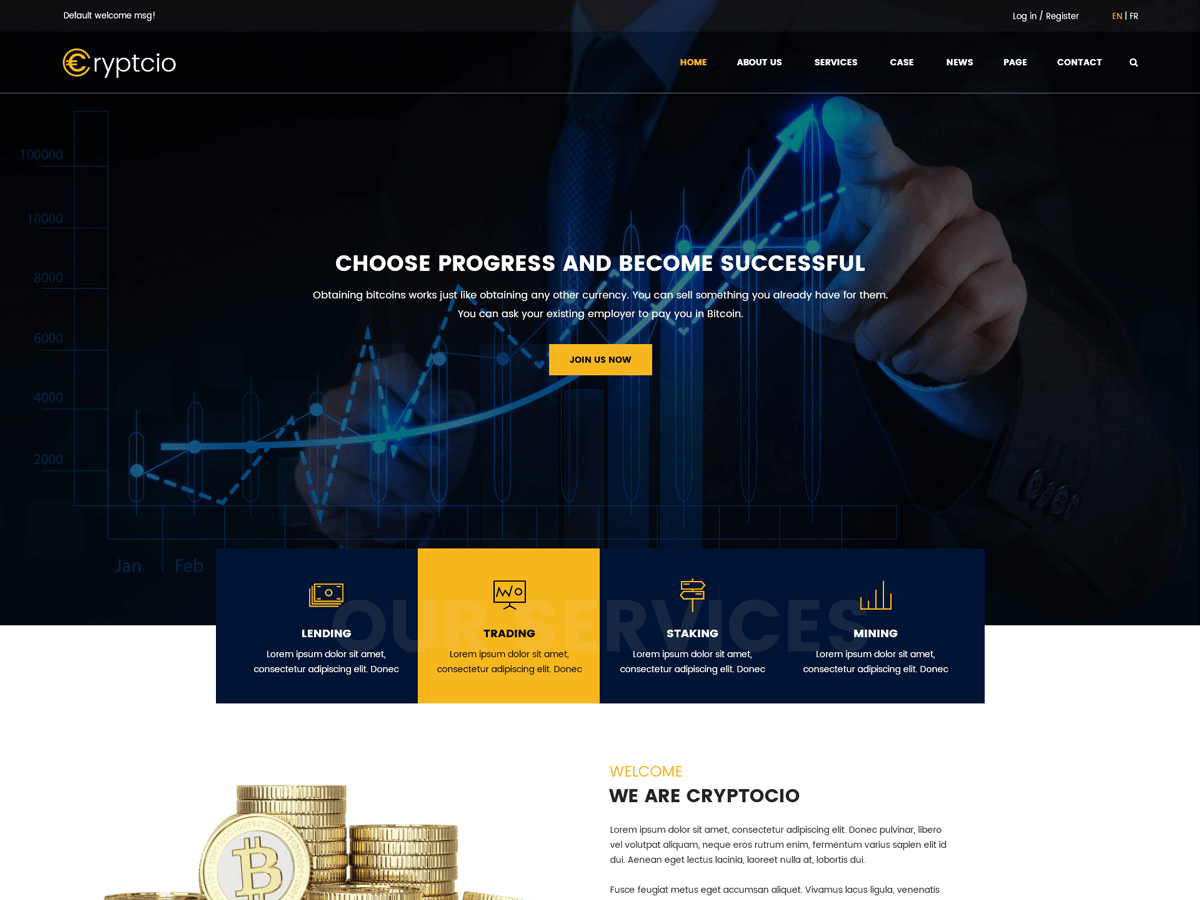 Default welcome msg!
Log in / Register
EN | FR
€ryptcio
HOME
ABOUT US
SERVICES
CASE
NEWS
PAGE
CONTACT
100000
10000
8000
6000
4000
2000
CHOOSE PROGRESS AND BECOME SUCCESSFUL
Obtaining bitcoins works just like obtaining any other currency. You can sell something you already have for them.
You can ask your existing employer to pay you in Bitcoin.
JOIN US NOW
Jan
Feb
OUR SERVICES
LENDING
Lorem ipsum dolor sit amet,
consectetur adipiscing elit. Donec
TRADING
Lorem ipsum dolor sit amet,
consectetur adipiscing elit. Donec
STAKING
Lorem ipsum dolor sit amet,
consectetur adipiscing elit. Donec
MINING
Lorem ipsum dolor sit amet,
consectetur adipiscing elit. Donec
WELCOME
WE ARE CRYPTOCIO
Lorem ipsum dolor sit amet, consectetur adipiscing elit. Donec pulvinar, libero
vel volutpat aliquam, neque eros rutrum enim, fermentum varius sapien elit id
dui. Aenean eget lectus lacinia, laoreet nulla at, lobortis dui.
Fusce feugiat metus eget accumsan aliquet. Vivamus lacus ligula, venenatis